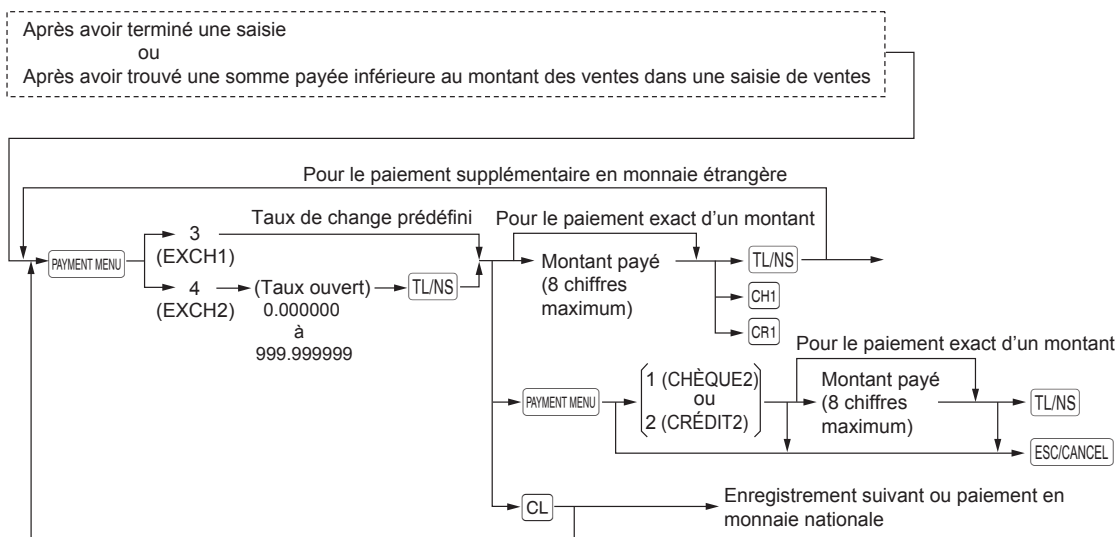 Après avoir terminé une saisie
ou
Après avoir trouvé une somme payée inférieure au montant des ventes dans une saisie de ventes
Pour le paiement supplémentaire en monnaie étrangère
Taux de change prédéfini
Pour le paiement exact d'un montant
PAYMENT MENU
3
(EXCH1)
4
(EXCH2)
(Taux ouvert)
0.000000
à
999.999999
TL/NS
Montant payé
(8 chiffres
maximum)
TL/NS
CH1
CR1
Pour le paiement exact d'un montant
PAYMENT MENU
1 (CHÈQUE2)
ou
2 (CRÉDIT2)
Montant payé
(8 chiffres
maximum)
TL/NS
ESC/CANCEL
CL
Enregistrement suivant ou paiement en
monnaie nationale